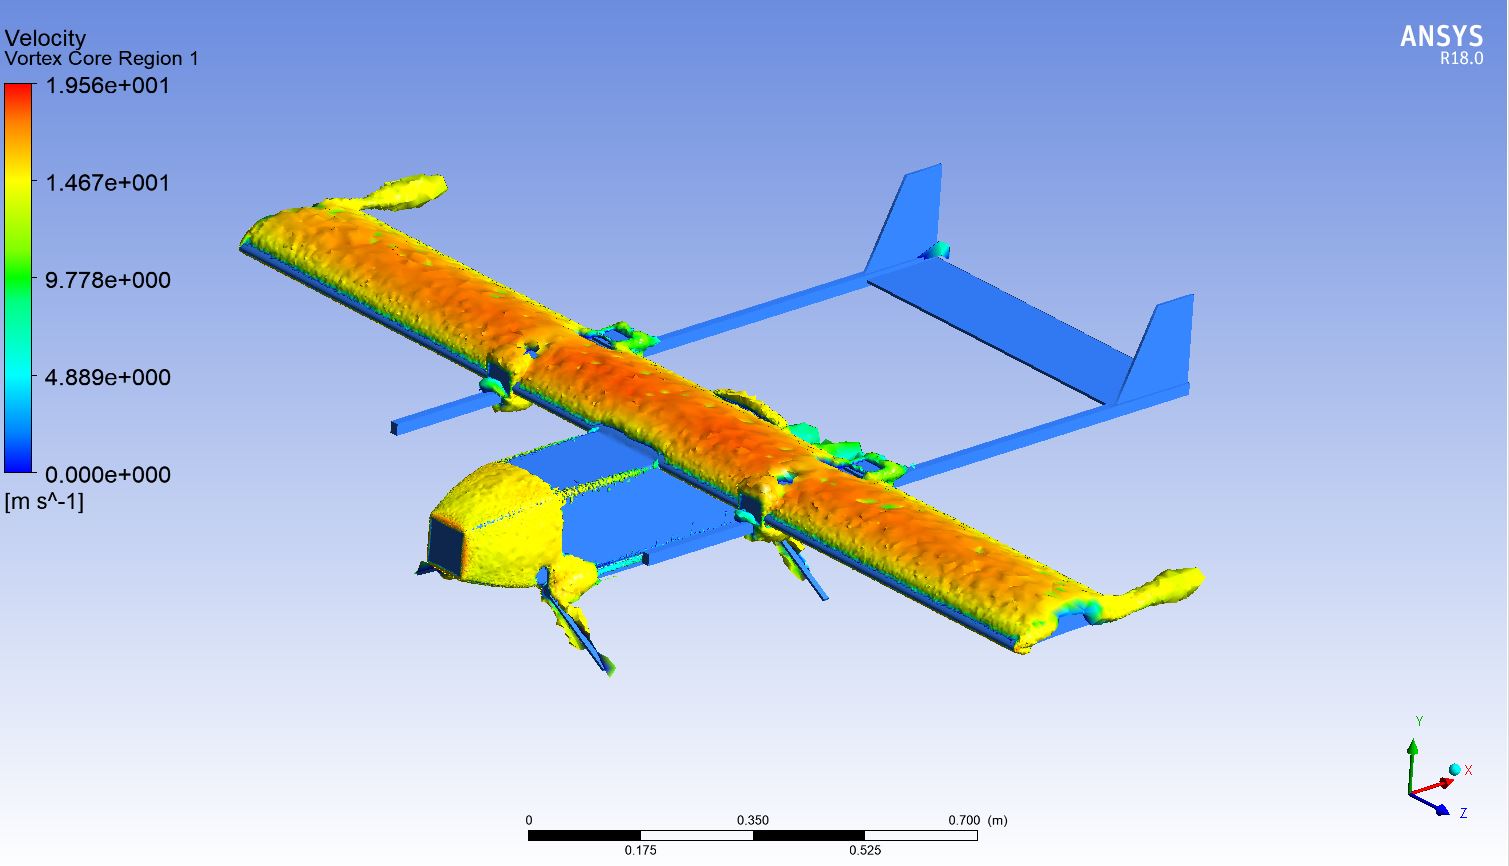 Velocity
Vortex Core Region 1
1.956e+001
1.467e+001
9.778e+000
4.889e+000
0.000e+000
[m s^-1]
ANSYS
R18.0
Y
X
Z
0 0.350 0.700 (m)
0.175 0.525